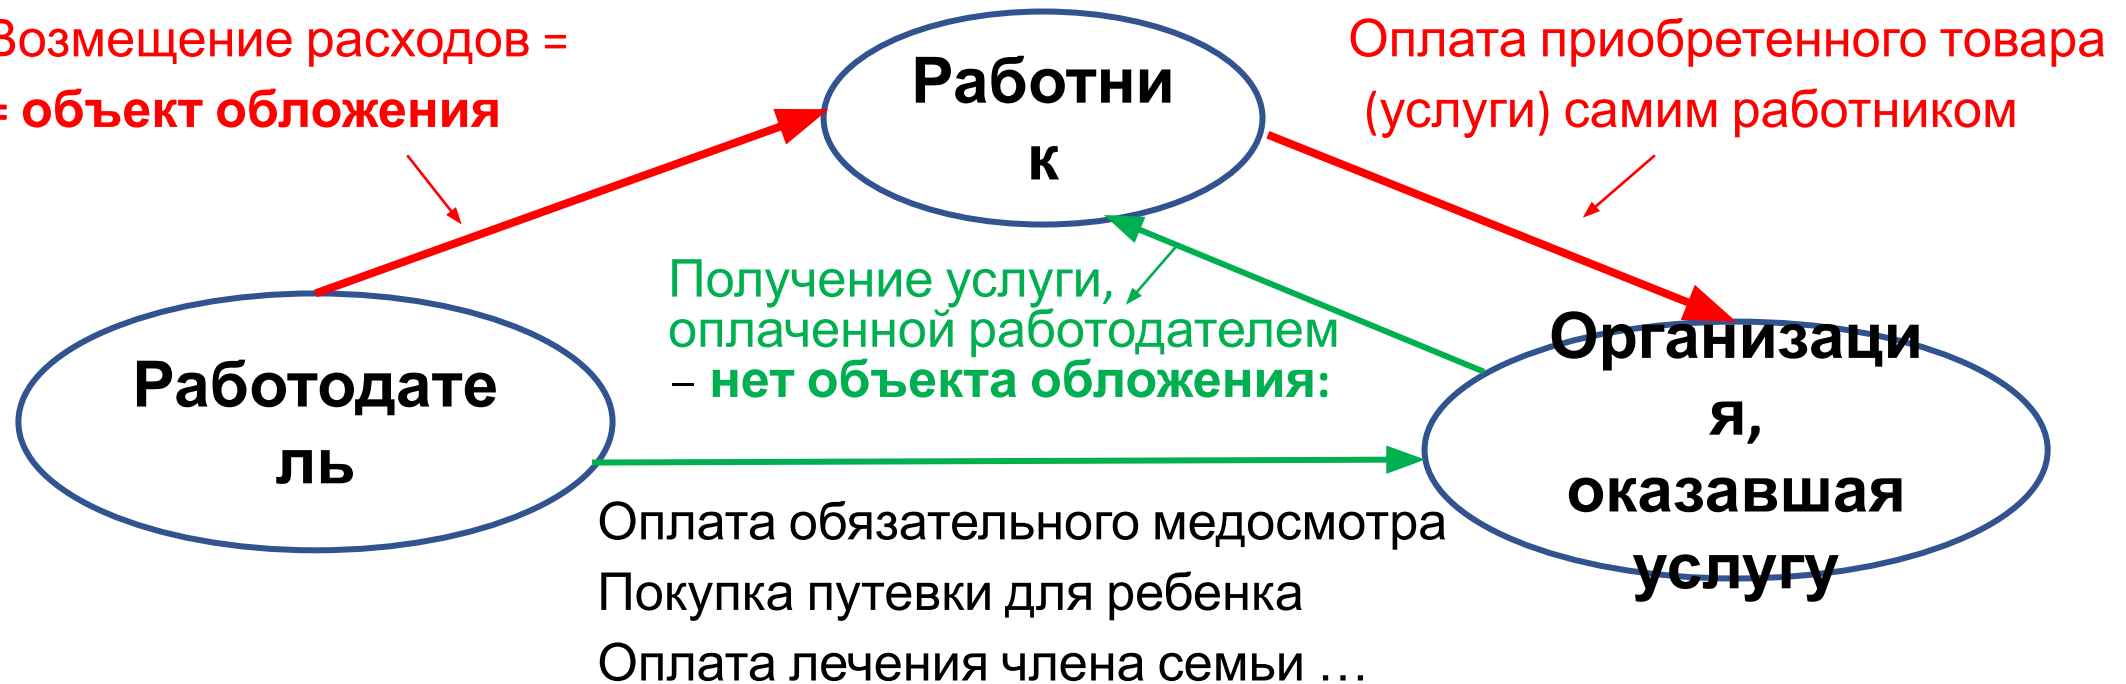 Возмещение расходов =
= объект обложения
Работни
к
Оплата приобретенного товара
(услуги) самим работником
Получение услуги,
оплаченной работодателем
– нет объекта обложения:
Работодате
ль
Организаци
я,
оказавшая
услугу
Оплата обязательного медосмотра
Покупка путевки для ребенка
Оплата лечения члена семьи ...